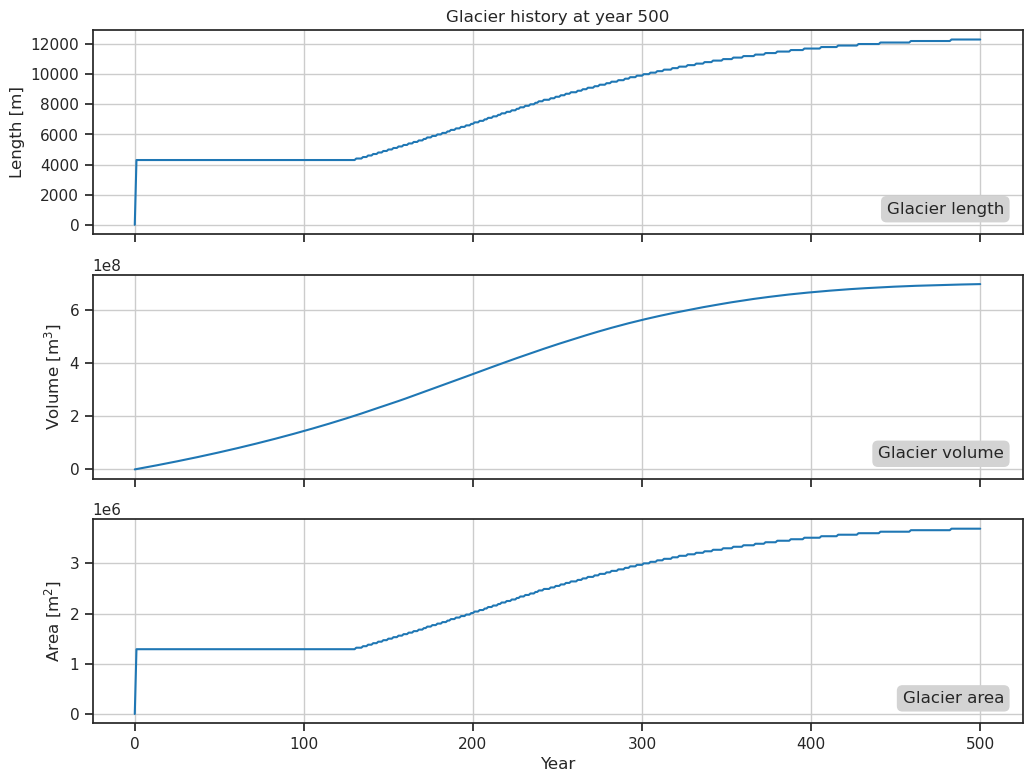 Glacier history at year 500
12000
10000
8000
6000
4000
2000
0
Length [m]
Glacier length
1e8
6
4
2
0
Volume [m³]
Glacier volume
1e6
3
2
1
0
Area [m²]
Glacier area
0 100 200 300 400 500
Year